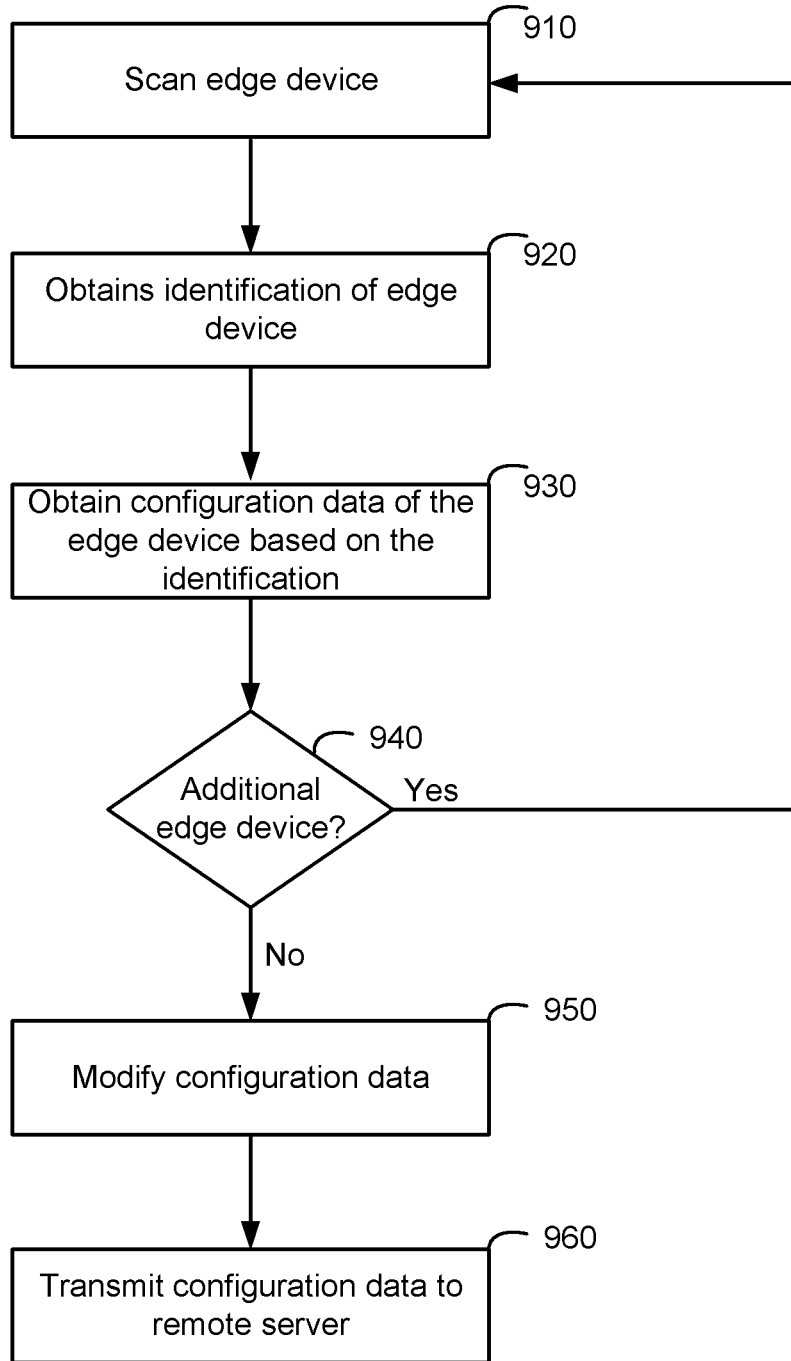 910
Scan edge device
920
Obtains identification of edge
device
930
Obtain configuration data of the
edge device based on the
identification
940
Additional
edge device?
Yes
No
950
Modify configuration data
960
Transmit configuration data to
remote server